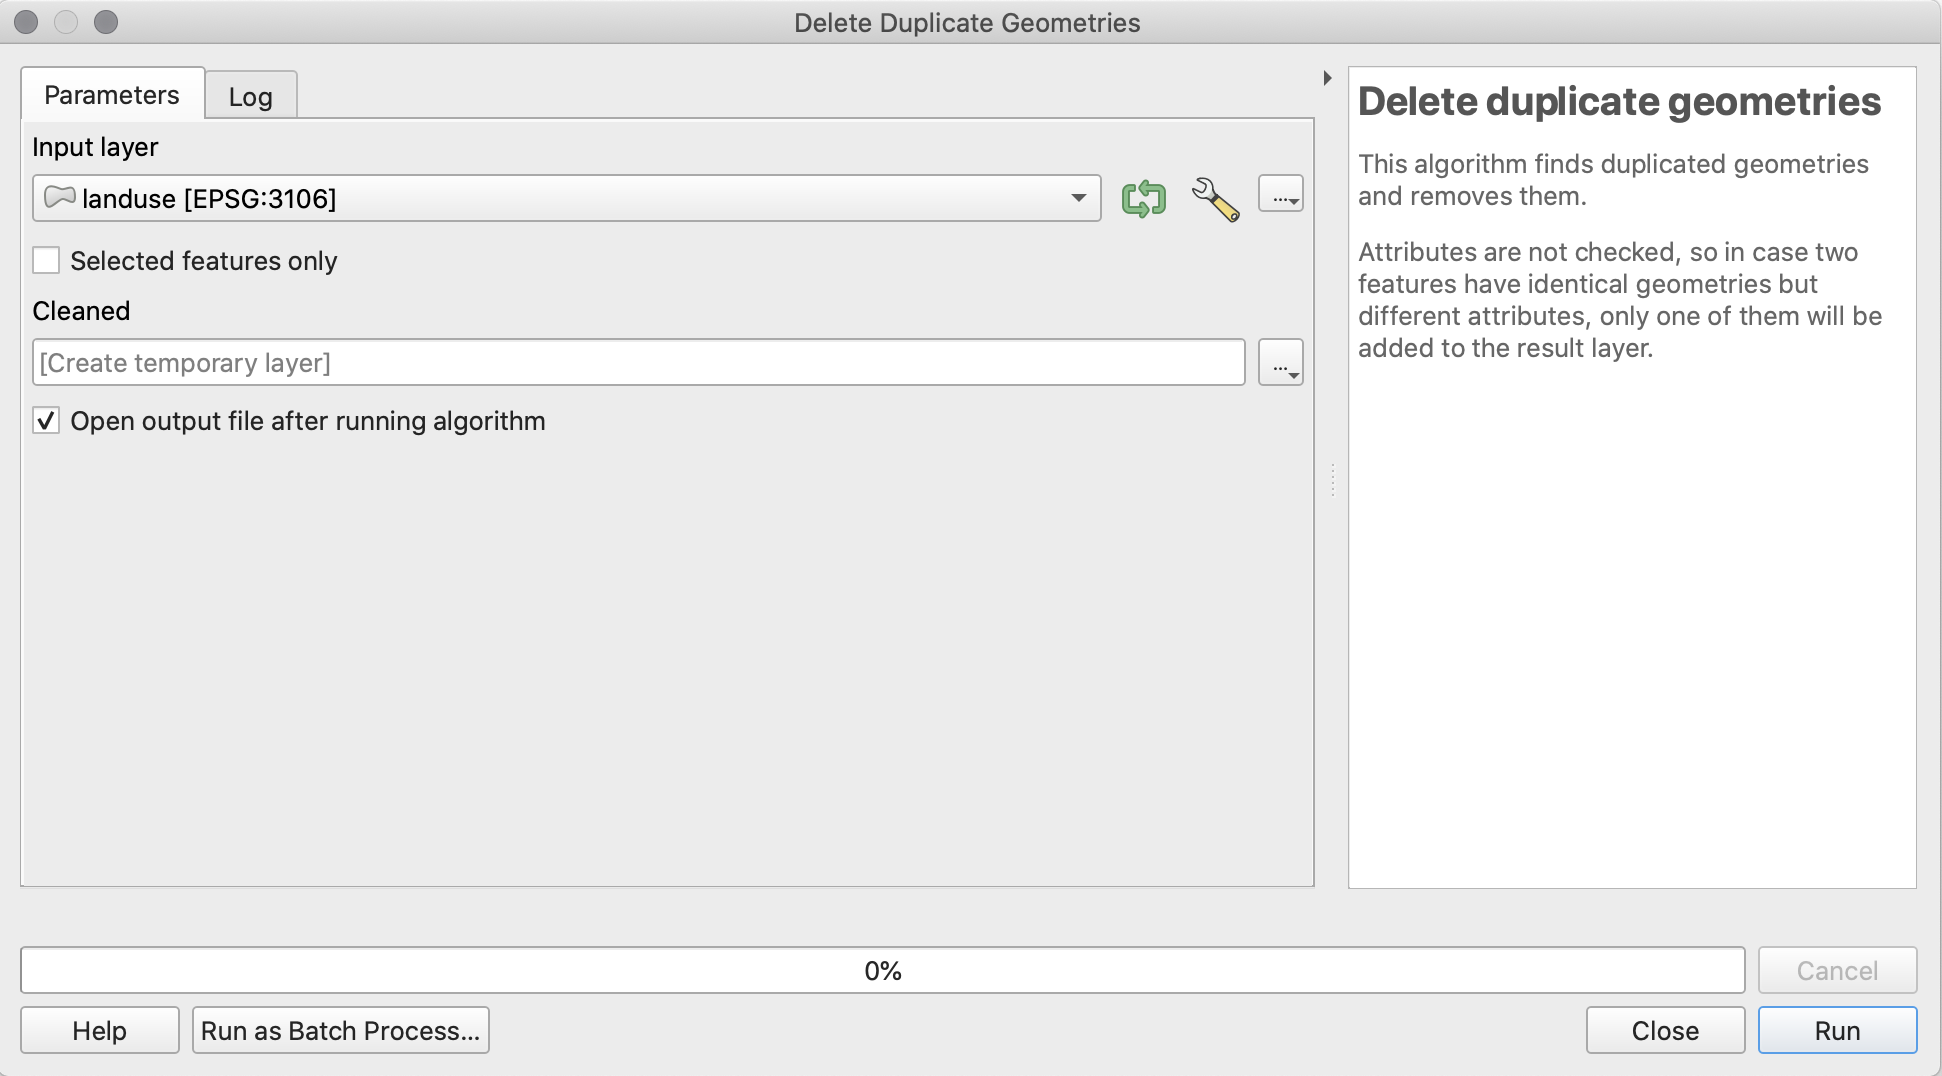 Delete Duplicate Geometries
Parameters
Log
Input layer
landuse [EPSG:3106]
...
Selected features only
Cleaned
[Create temporary layer]
...
Open output file after running algorithm
Delete duplicate geometries
This algorithm finds duplicated geometries
and removes them.
Attributes are not checked, so in case two
features have identical geometries but
different attributes, only one of them will be
added to the result layer.
0%
Cancel
Help
Run as Batch Process...
Close
Run